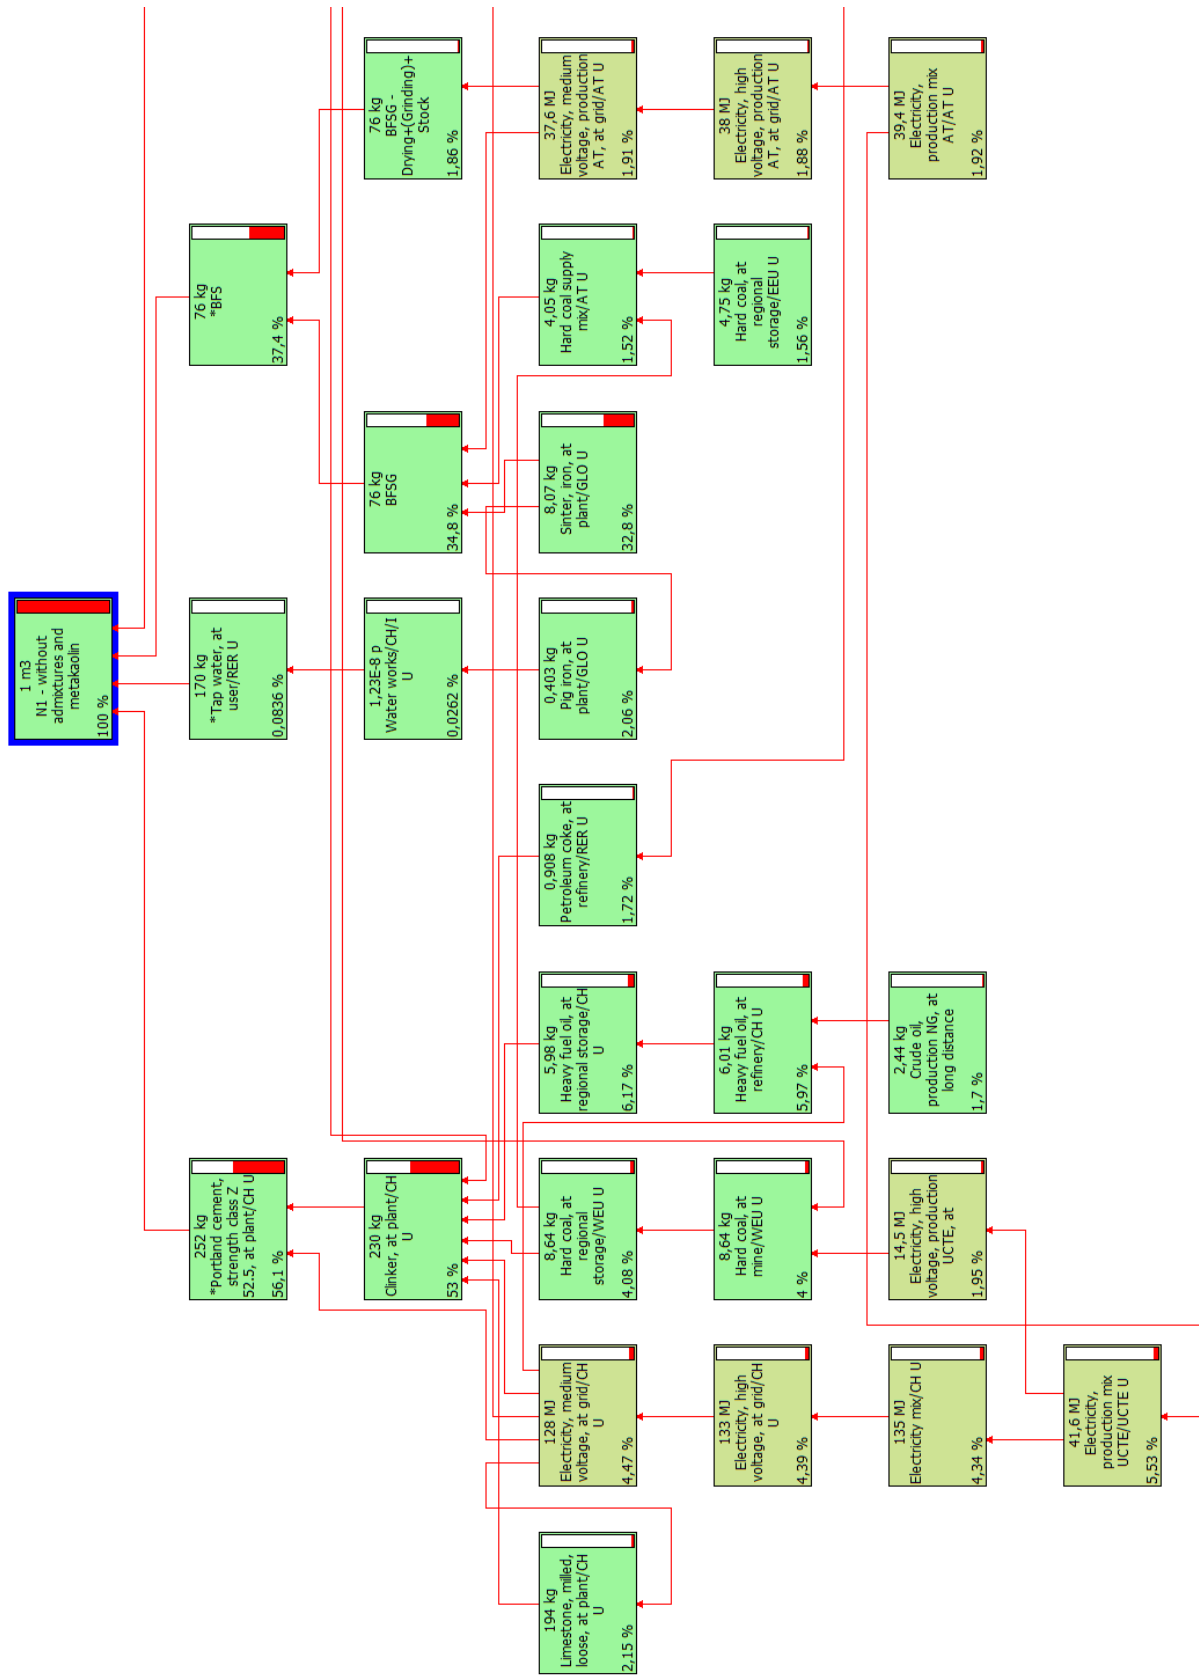 1 m3
N1 - without
admixtures and
metakaolin
100 %
252 kg
*Portland cement,
strength class Z
52.5, at plant/CH U
56,1 %
170 kg
*Tap water, at
user/RER U
0,0836 %
76 kg
*BFS
37,4 %
230 kg
Clinker, at plant/CH
U
53 %
1,23E-8 p
Water works/CH/I
U
0,0262 %
76 kg
BFSG
34,8 %
76 kg
BFSG -
Drying+(Grinding)+
Stock
1,86 %
194 kg
Limestone, milled,
loose, at plant/CH
U
2,15 %
128 MJ
Electricity, medium
voltage, at grid/CH
U
4,47 %
8,64 kg
Hard coal, at
regional
storage/WEU U
4,08 %
5,98 kg
Heavy fuel oil, at
regional storage/CH
U
6,17 %
0,908 kg
Petroleum coke, at
refinery/RER U
1,72 %
0,403 kg
Pig iron, at
plant/GLO U
2,06 %
8,07 kg
Sinter, iron, at
plant/GLO U
32,8 %
4,05 kg
Hard coal supply
mix/AT U
1,52 %
37,6 MJ
Electricity, medium
voltage, production
AT, at grid/AT U
1,91 %
133 MJ
Electricity, high
voltage, at grid/CH
U
4,39 %
8,64 kg
Hard coal, at
mine/WEU U
4 %
6,01 kg
Heavy fuel oil, at
refinery/CH U
5,97 %
4,75 kg
Hard coal, at
regional
storage/EEU U
1,56 %
38 MJ
Electricity, high
voltage, production
AT, at grid/AT U
1,88 %
135 MJ
Electricity mix/CH U
4,34 %
14,5 MJ
Electricity, high
voltage, production
UCTE, at
1,95 %
2,44 kg
Crude oil,
production NG, at
long distance
1,7 %
39,4 MJ
Electricity,
production mix
AT/AT U
1,92 %
41,6 MJ
Electricity,
production mix
UCTE/UCTE U
5,53 %